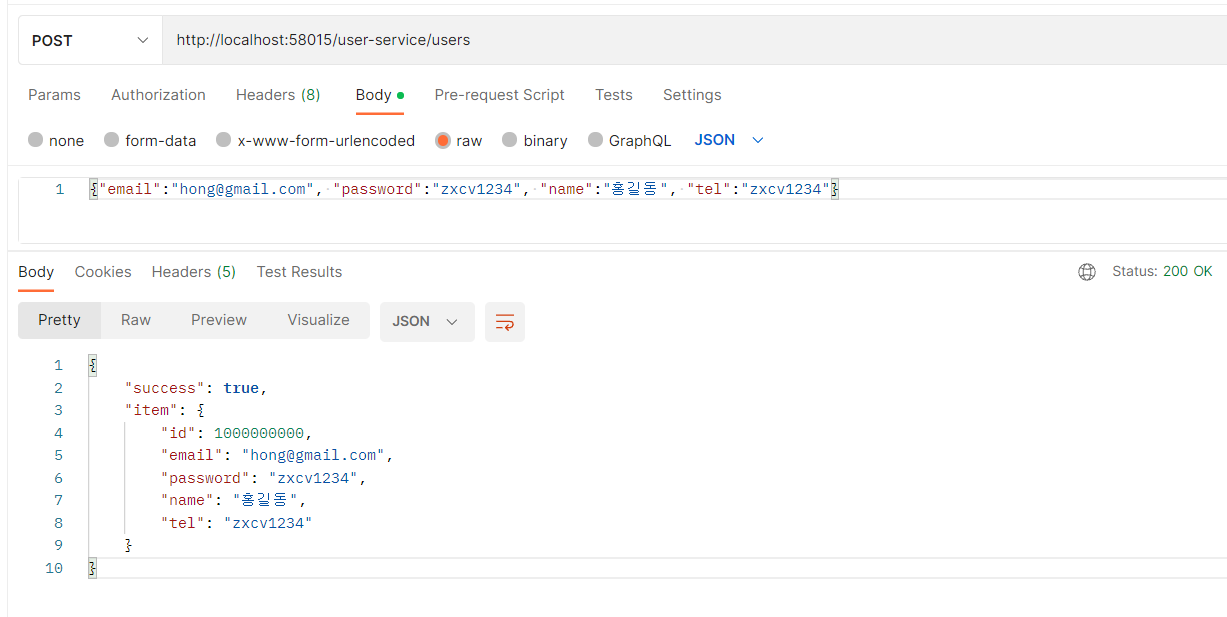 POST http://localhost:58015/user-service/users
Params Authorization Headers (8) Body Pre-request Script Tests Settings
none form-data x-www-form-urlencoded raw binary GraphQL JSON
1 {"email":"hong@gmail.com", "password":"zxcv1234", "name":"홍길동", "tel":"zxcv1234"}
Body Cookies Headers (5) Test Results Status: 200 OK
Pretty Raw Preview Visualize JSON
1 {
2 "success": true,
3 "item": {
4 "id": 1000000000,
5 "email": "hong@gmail.com",
6 "password": "zxcv1234",
7 "name": "홍길동",
8 "tel": "zxcv1234"
9 }
10 }